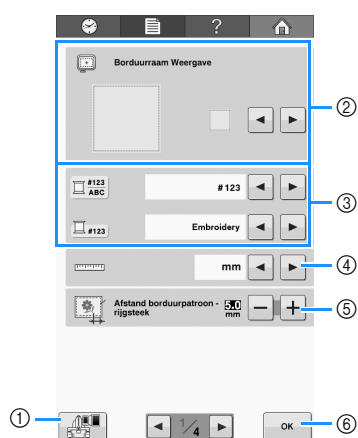 ?
Borduurraam Weergave
②
#123
ABC
#123
③
#123
Embroidery
mm
④
Afstand borduurpatroon -
rijgsteek
5.0
mm
− +
⑤
①
1/4
OK
⑥